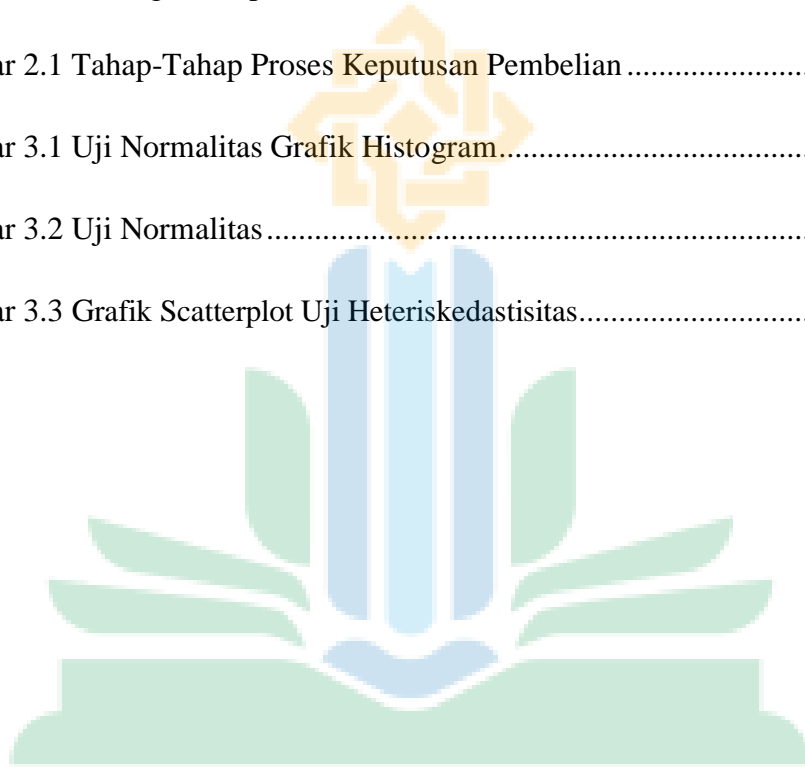 ar 2.1 Tahap-Tahap Proses Keputusan Pembelian ........................
ar 3.1 Uji Normalitas Grafik Histogram........................................
ar 3.2 Uji Normalitas ......................................................................
ar 3.3 Grafik Scatterplot Uji Heteriskedastisitas.............................